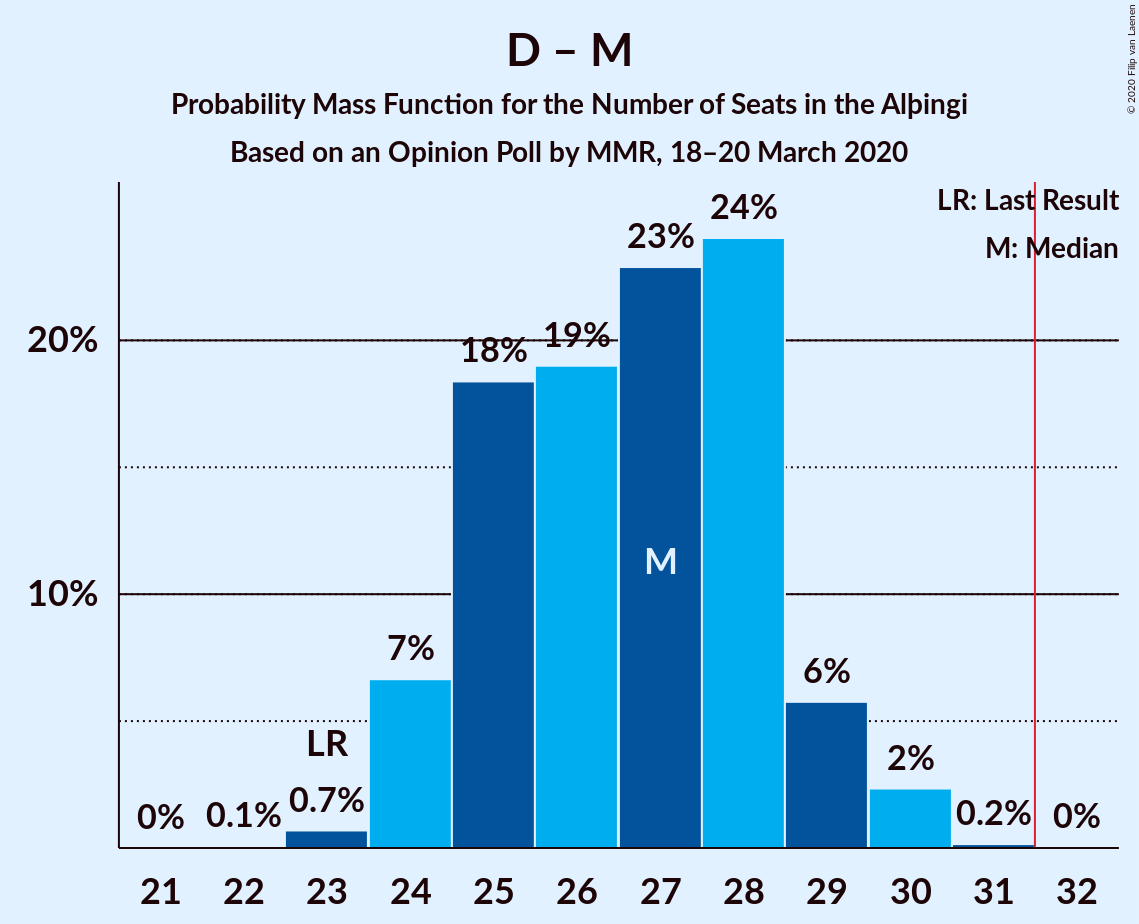 D – M
Probability Mass Function for the Number of Seats in the Alþingi
Based on an Opinion Poll by MMR, 18–20 March 2020
© 2020 Filip van Laenen
LR: Last Result
M: Median
24%
23%
20%
19%
18%
M
10%
7%
6%
LR
2%
0%
0.1%
0.7%
0.2%
0%
21 22 23 24 25 26 27 28 29 30 31 32